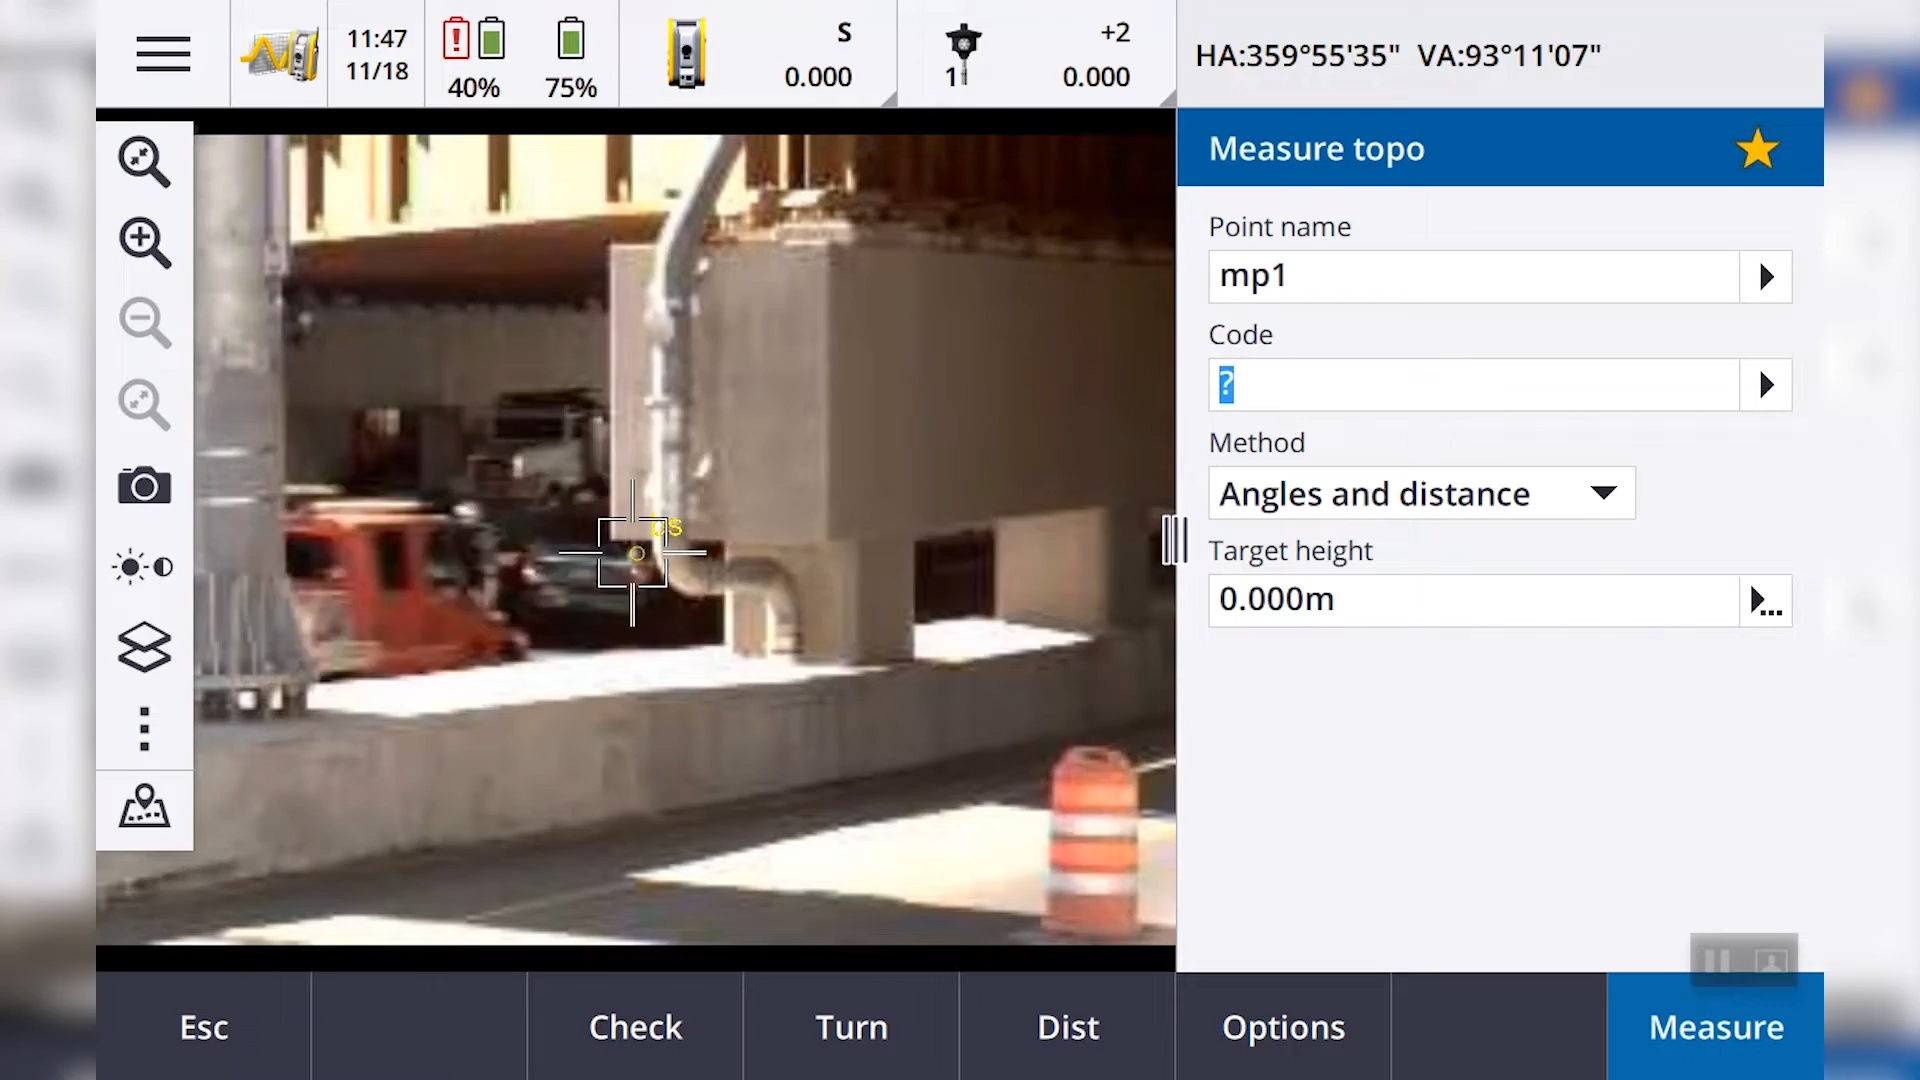 11:47
11/18
40%
75%
S
0.000
1
+2
0.000
HA:359°55'35" VA:93°11'07"
Measure topo
Point name
mp1
Code
?
Method
Angles and distance
Target height
0.000m
bs
Esc
Check
Turn
Dist
Options
Measure